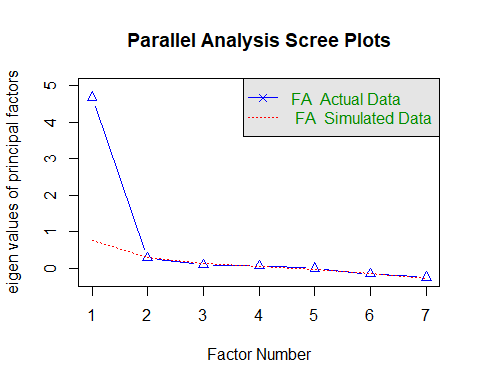 Parallel Analysis Scree Plots
eigen values of principal factors
5
4
3
2
1
0
FA Actual Data
FA Simulated Data
1 2 3 4 5 6 7
Factor Number